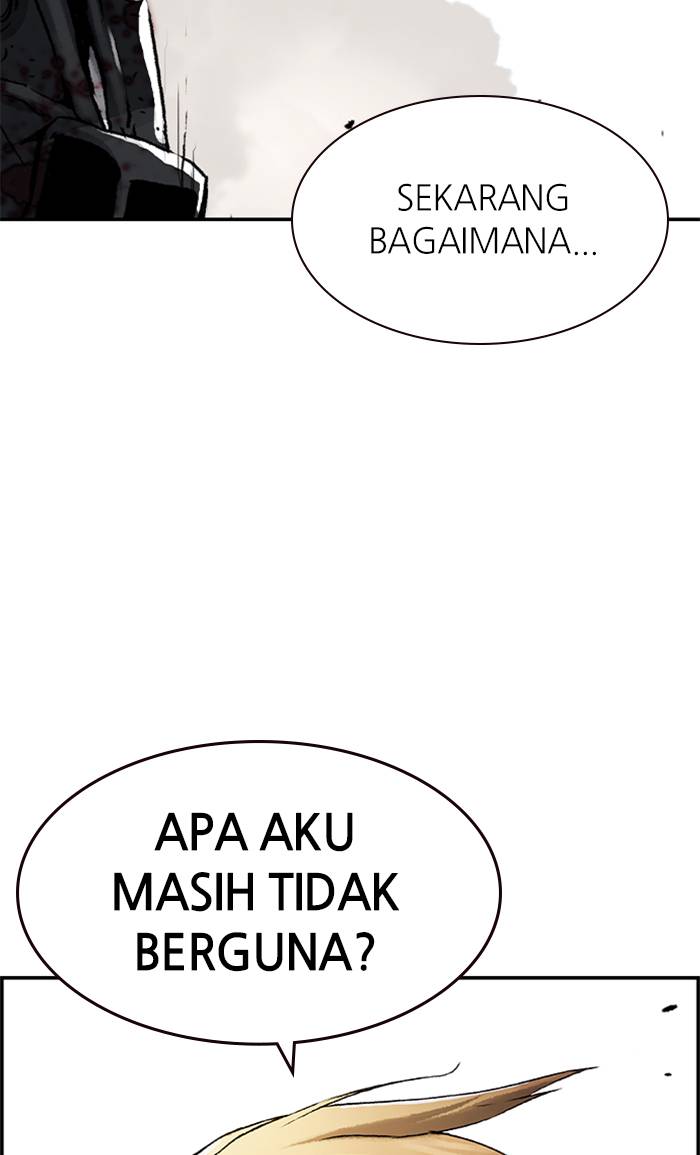 SEKARANG
BAGAIMANA...
APA AKU
MASIH TIDAK
BERGUNA?